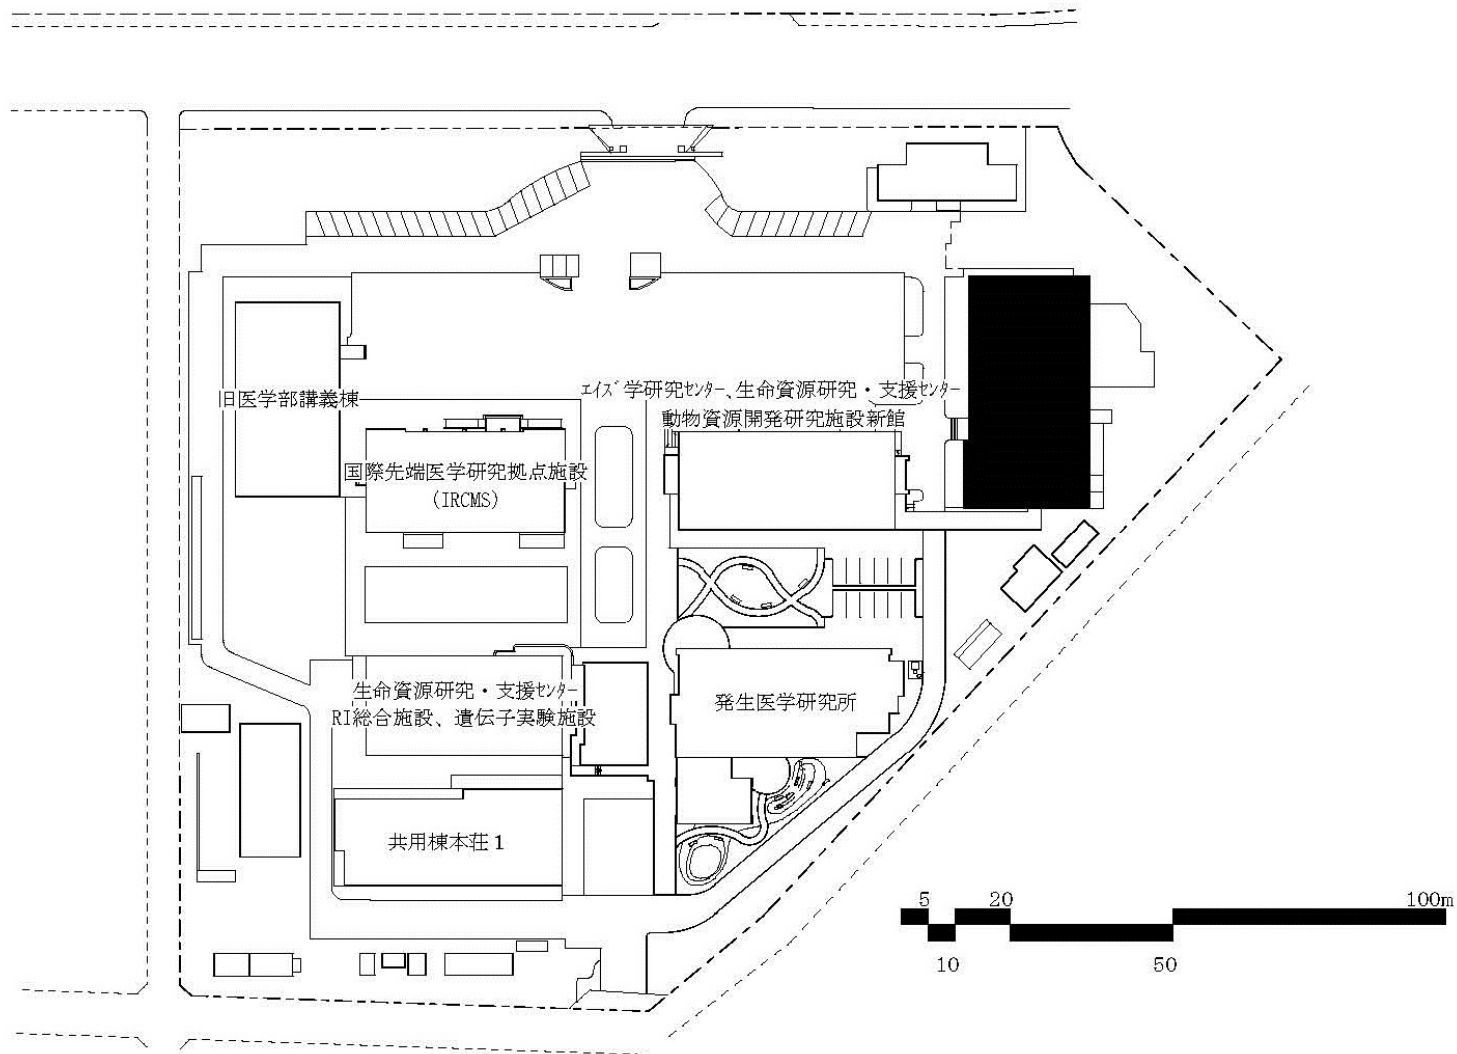 旧医学部講義棟
ｴｲｽﾞ学研究ｾﾝﾀｰ、生命資源研究・支援ｾﾝﾀｰ
動物資源開発研究施設新館
国際先端医学研究拠点施設
(IRCMS)
生命資源研究・支援ｾﾝﾀｰ
RI総合施設、遺伝子実験施設
発生医学研究所
共用棟本荘1
5 20 100m
10 50